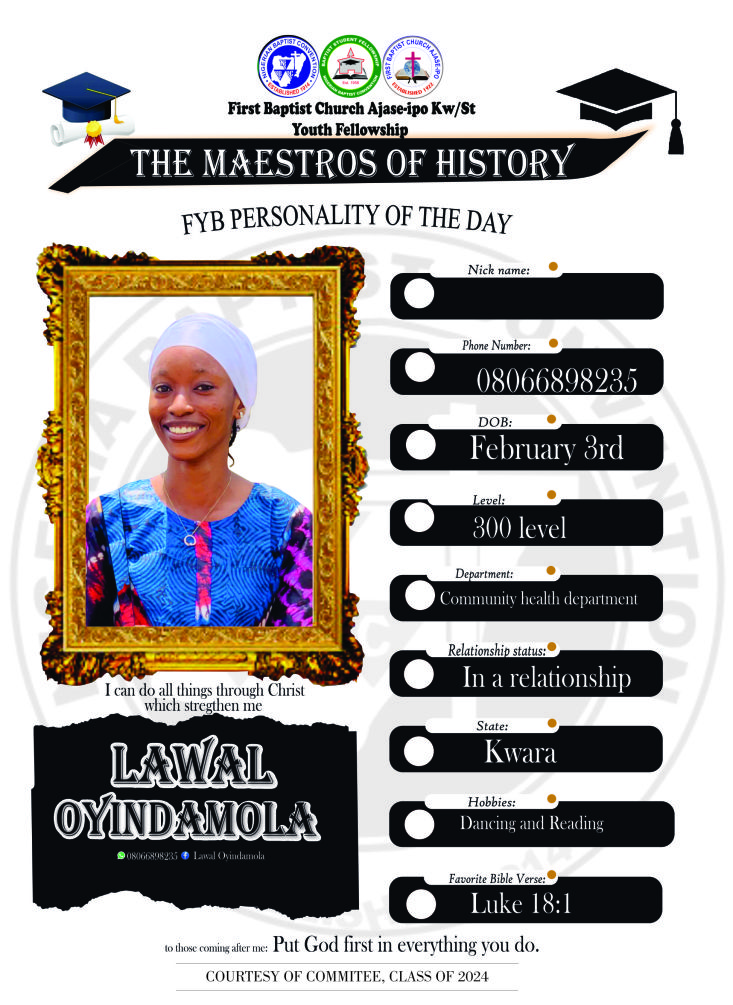 NIGERIAN BAPTIST CONVENTION
ESTABLISHED 1914
BAPTIST STUDENT FELLOWSHIP
FIRST BAPTIST CHURCH AJASE-IPO
ESTABLISHED 1922
First Baptist Church Ajase-ipo Kw/St
Youth Fellowship
THE MAESTROS OF HISTORY
FYB PERSONALITY OF THE DAY
Nick name:
Phone Number:
08066898235
DOB:
February 3rd
Level:
300 level
Department:
Community health department
Relationship status:
In a relationship
State:
Kwara
Hobbies:
Dancing and Reading
Favorite Bible Verse:
Luke 18:1
I can do all things through Christ
which stregthen me
LAWAL
OYINDAMOLA
08066898235 Lawal Oyindamola
to those coming after me: Put God first in everything you do.
COURTESY OF COMMITEE, CLASS OF 2024